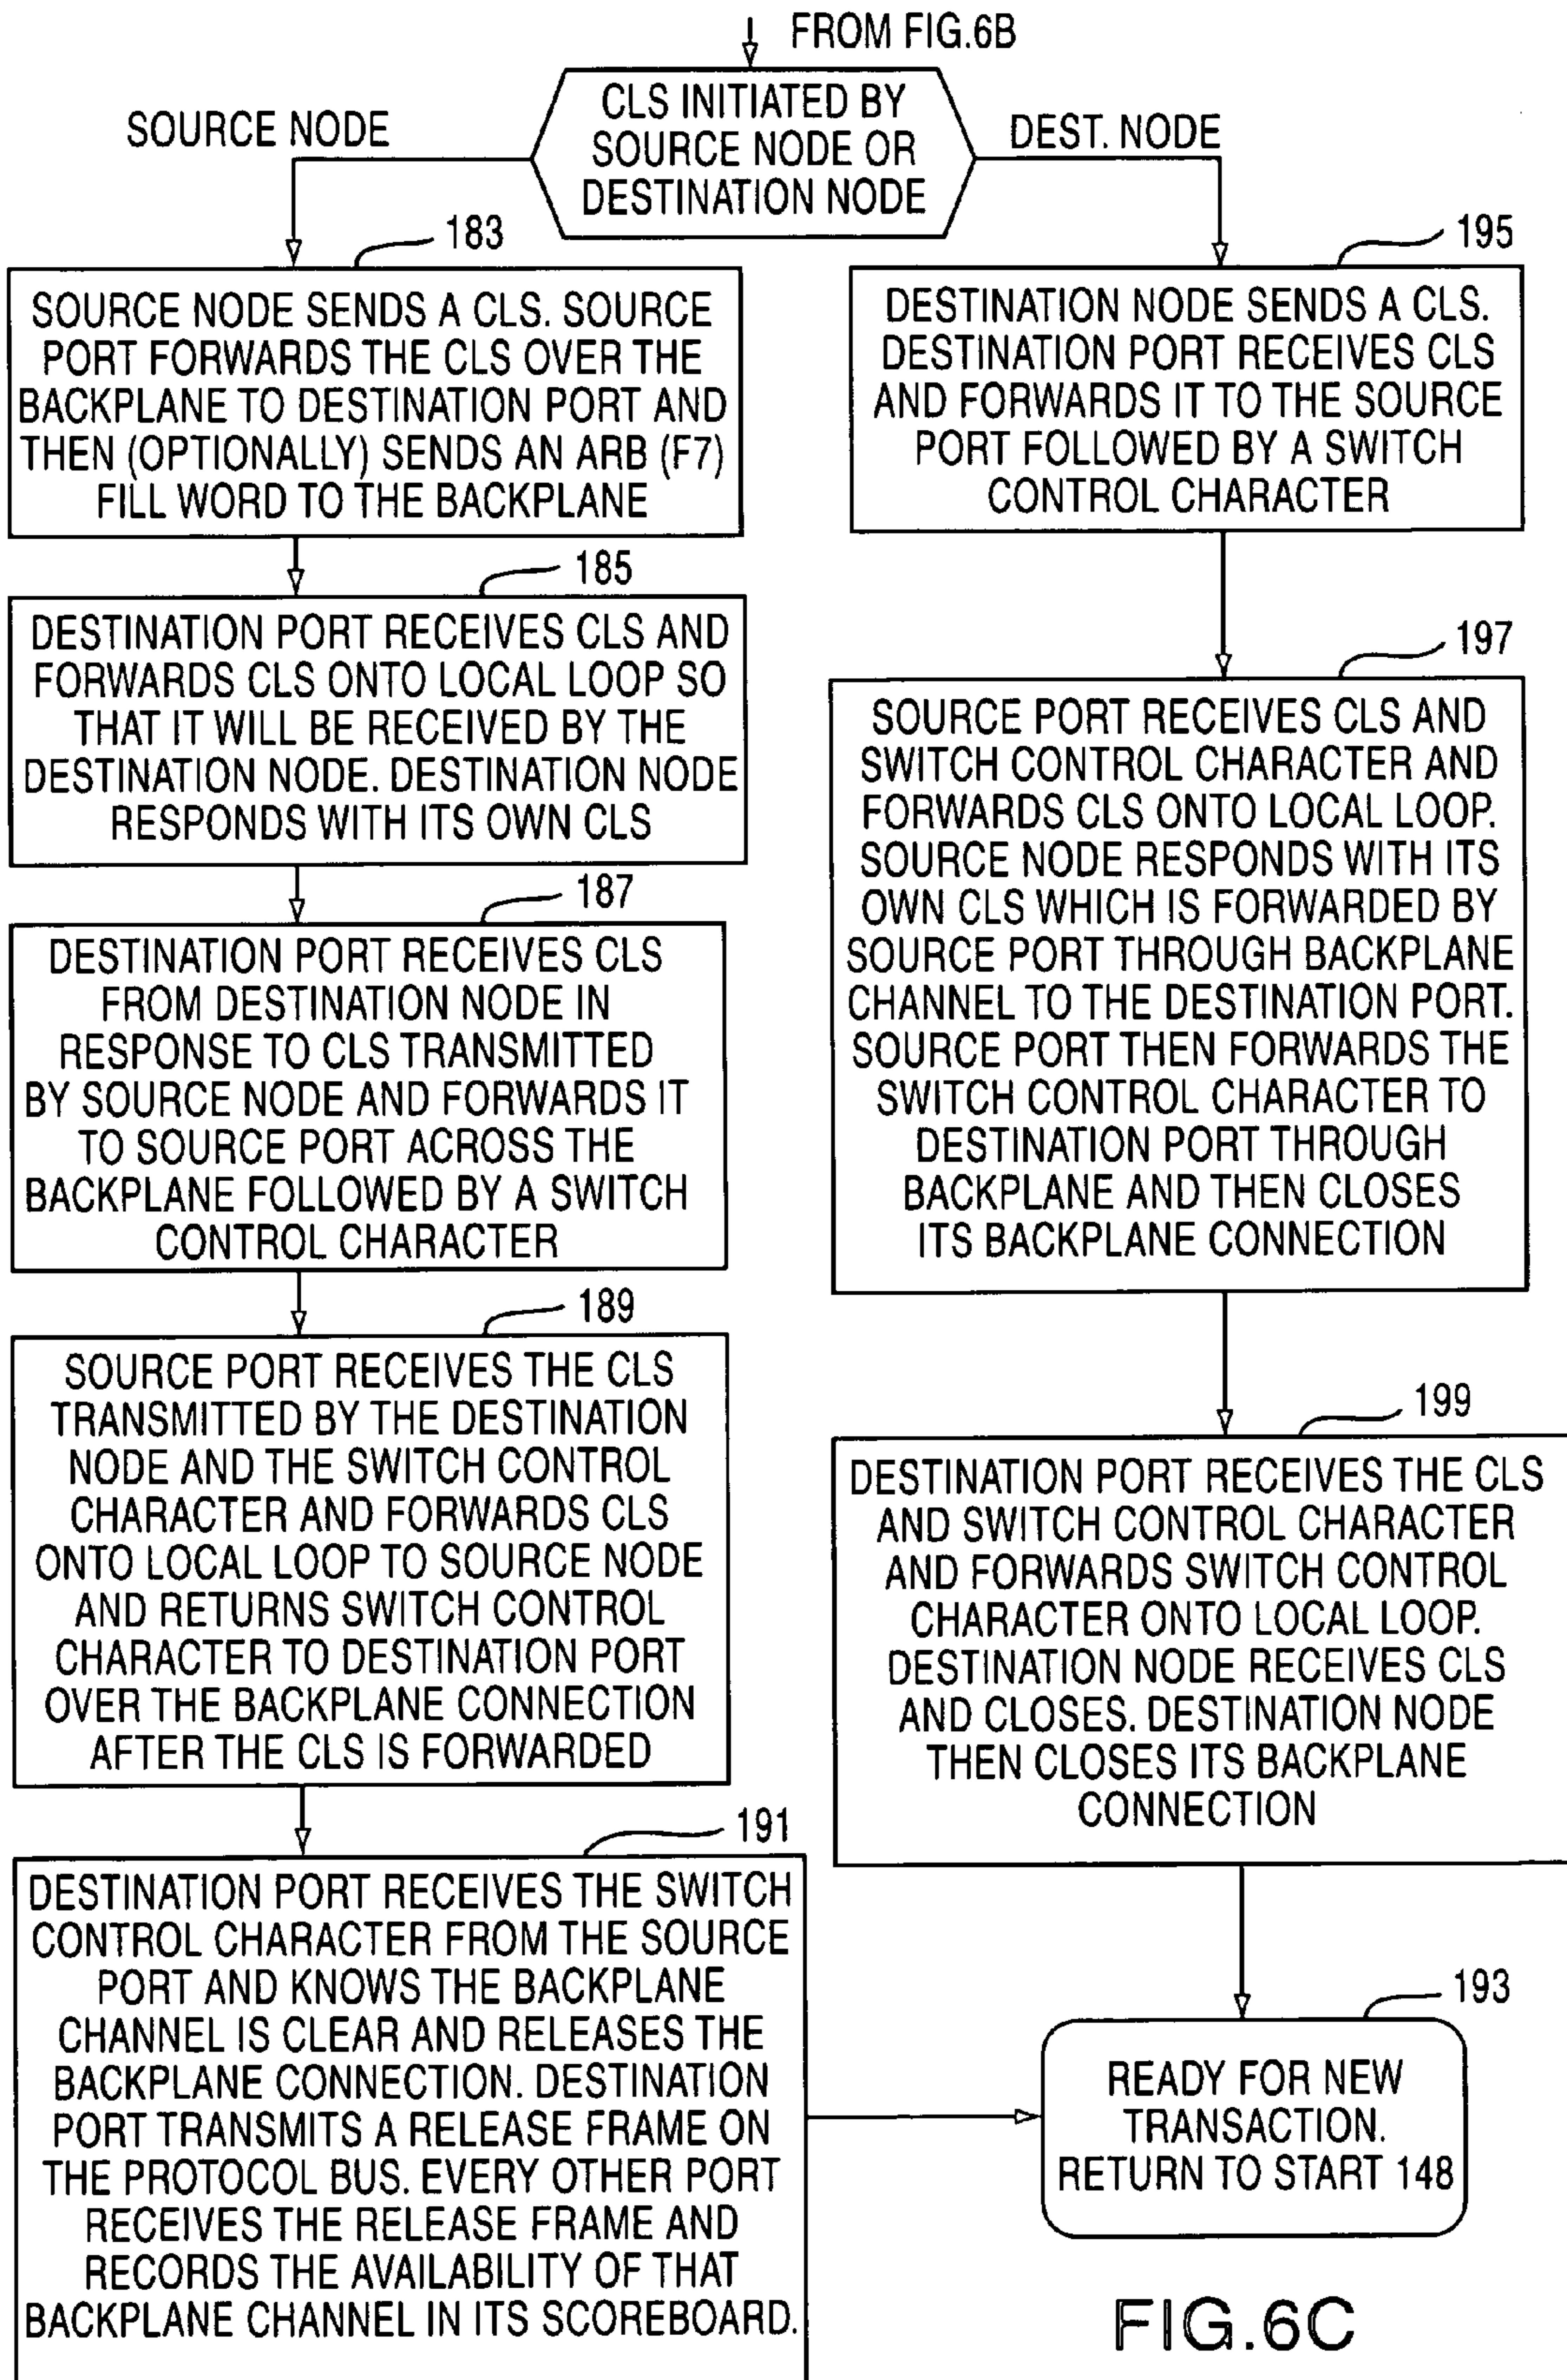 FROM FIG.6B
CLS INITIATED BY
SOURCE NODE OR
DESTINATION NODE
SOURCE NODE
DEST. NODE
183
SOURCE NODE SENDS A CLS. SOURCE
PORT FORWARDS THE CLS OVER THE
BACKPLANE TO DESTINATION PORT AND
THEN (OPTIONALLY) SENDS AN ARB (F7)
FILL WORD TO THE BACKPLANE
185
DESTINATION PORT RECEIVES CLS AND
FORWARDS CLS ONTO LOCAL LOOP SO
THAT IT WILL BE RECEIVED BY THE
DESTINATION NODE. DESTINATION NODE
RESPONDS WITH ITS OWN CLS
187
DESTINATION PORT RECEIVES CLS
FROM DESTINATION NODE IN
RESPONSE TO CLS TRANSMITTED
BY SOURCE NODE AND FORWARDS IT
TO SOURCE PORT ACROSS THE
BACKPLANE FOLLOWED BY A SWITCH
CONTROL CHARACTER
189
SOURCE PORT RECEIVES THE CLS
TRANSMITTED BY THE DESTINATION
NODE AND THE SWITCH CONTROL
CHARACTER AND FORWARDS CLS
ONTO LOCAL LOOP TO SOURCE NODE
AND RETURNS SWITCH CONTROL
CHARACTER TO DESTINATION PORT
OVER THE BACKPLANE CONNECTION
AFTER THE CLS IS FORWARDED
191
DESTINATION PORT RECEIVES THE SWITCH
CONTROL CHARACTER FROM THE SOURCE
PORT AND KNOWS THE BACKPLANE
CHANNEL IS CLEAR AND RELEASES THE
BACKPLANE CONNECTION. DESTINATION
PORT TRANSMITS A RELEASE FRAME ON
THE PROTOCOL BUS. EVERY OTHER PORT
RECEIVES THE RELEASE FRAME AND
RECORDS THE AVAILABILITY OF THAT
BACKPLANE CHANNEL IN ITS SCOREBOARD.
195
DESTINATION NODE SENDS A CLS.
DESTINATION PORT RECEIVES CLS
AND FORWARDS IT TO THE SOURCE
PORT FOLLOWED BY A SWITCH
CONTROL CHARACTER
197
SOURCE PORT RECEIVES CLS AND
SWITCH CONTROL CHARACTER AND
FORWARDS CLS ONTO LOCAL LOOP.
SOURCE NODE RESPONDS WITH ITS
OWN CLS WHICH IS FORWARDED BY
SOURCE PORT THROUGH BACKPLANE
CHANNEL TO THE DESTINATION PORT.
SOURCE PORT THEN FORWARDS THE
SWITCH CONTROL CHARACTER TO
DESTINATION PORT THROUGH
BACKPLANE AND THEN CLOSES
ITS BACKPLANE CONNECTION
199
DESTINATION PORT RECEIVES THE CLS
AND SWITCH CONTROL CHARACTER
AND FORWARDS SWITCH CONTROL
CHARACTER ONTO LOCAL LOOP.
DESTINATION NODE RECEIVES CLS
AND CLOSES. DESTINATION NODE
THEN CLOSES ITS BACKPLANE
CONNECTION
193
READY FOR NEW
TRANSACTION.
RETURN TO START 148
FIG.6C